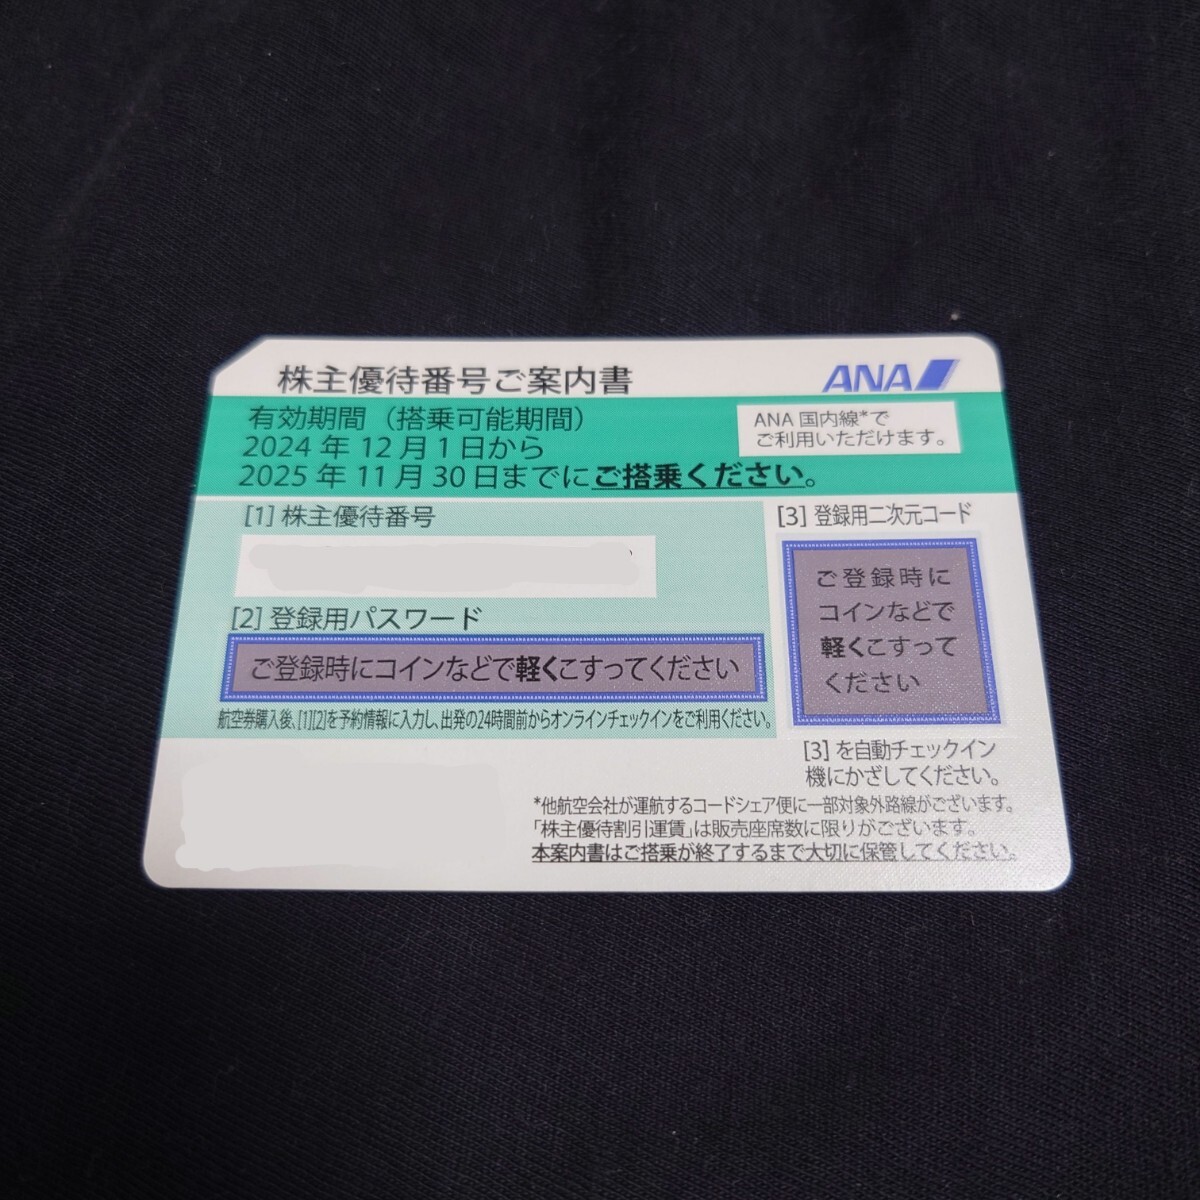 株主優待番号ご案内書
ANA
有効期間（搭乗可能期間）
2024年12月1日から
2025年11月30日までにご搭乗ください。
ANA国内線*で
ご利用いただけます。
[1] 株主優待番号
[2] 登録用パスワード
ご登録時にコインなどで軽くこすってください
航空券購入後、[1][2]を予約情報に入力し、出発の24時間前からオンラインチェックインをご利用ください。
[3] 登録用二次元コード
ご登録時に
コインなどで
軽くこすって
ください
[3] を自動チェックイン
機にかざしてください。
*他航空会社が運航するコードシェア便に一部対象外路線がございます。
「株主優待割引運賃」は販売座席数に限りがございます。
本案内書はご搭乗が終了するまで大切に保管してください。